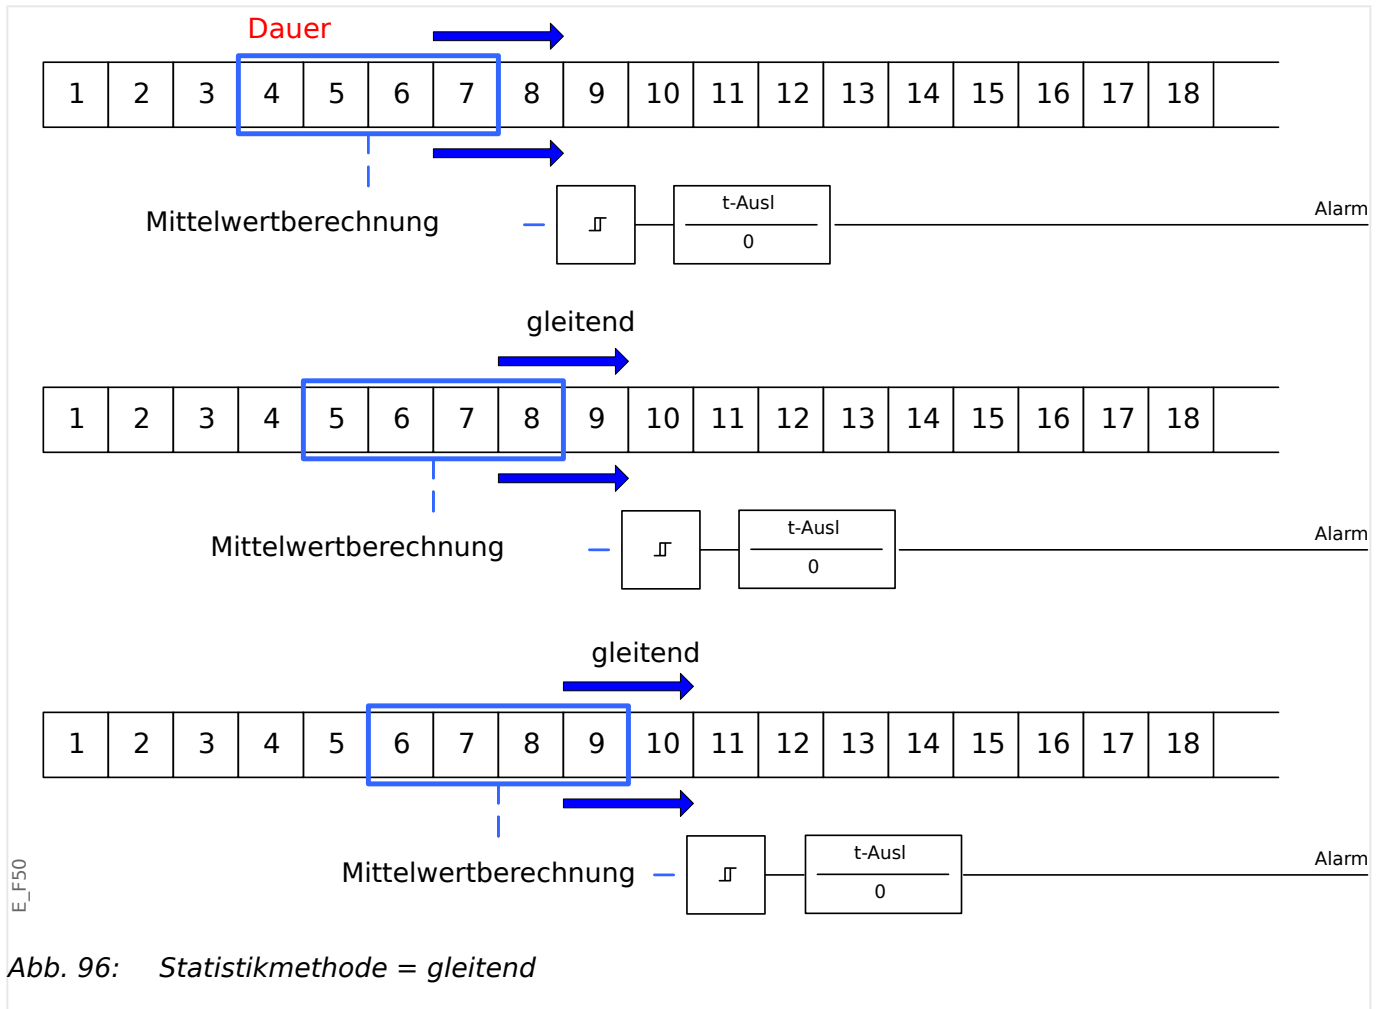 Dauer
1 2 3 4 5 6 7 8 9 10 11 12 13 14 15 16 17 18
t-Ausl
Alarm
Mittelwertberechnung
0
gleitend
1 2 3 4 5 6 7 8 9 10 11 12 13 14 15 16 17 18
t-Ausl
Alarm
Mittelwertberechnung
0
gleitend
1 2 3 4 5 6 7 8 9 10 11 12 13 14 15 16 17 18
t-Ausl
Alarm
Mittelwertberechnung
0
E_F50
Abb. 96: Statistikmethode = gleitend